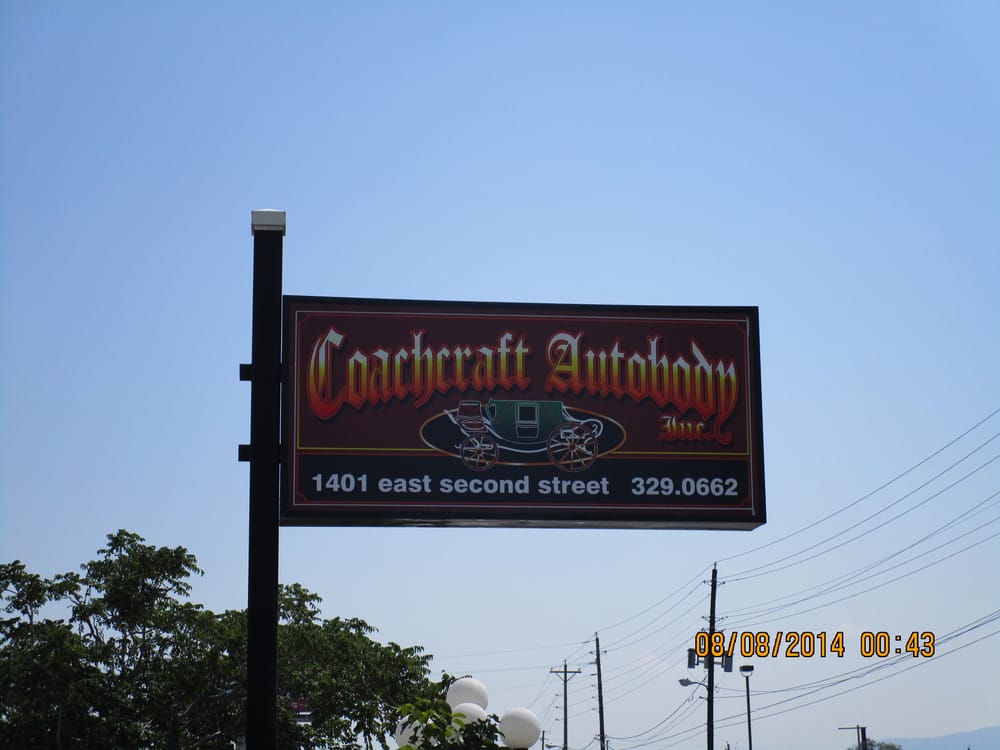 Coachcraft Autobody
Inc.
1401 east second street 329.0662
08/08/2014 00:43